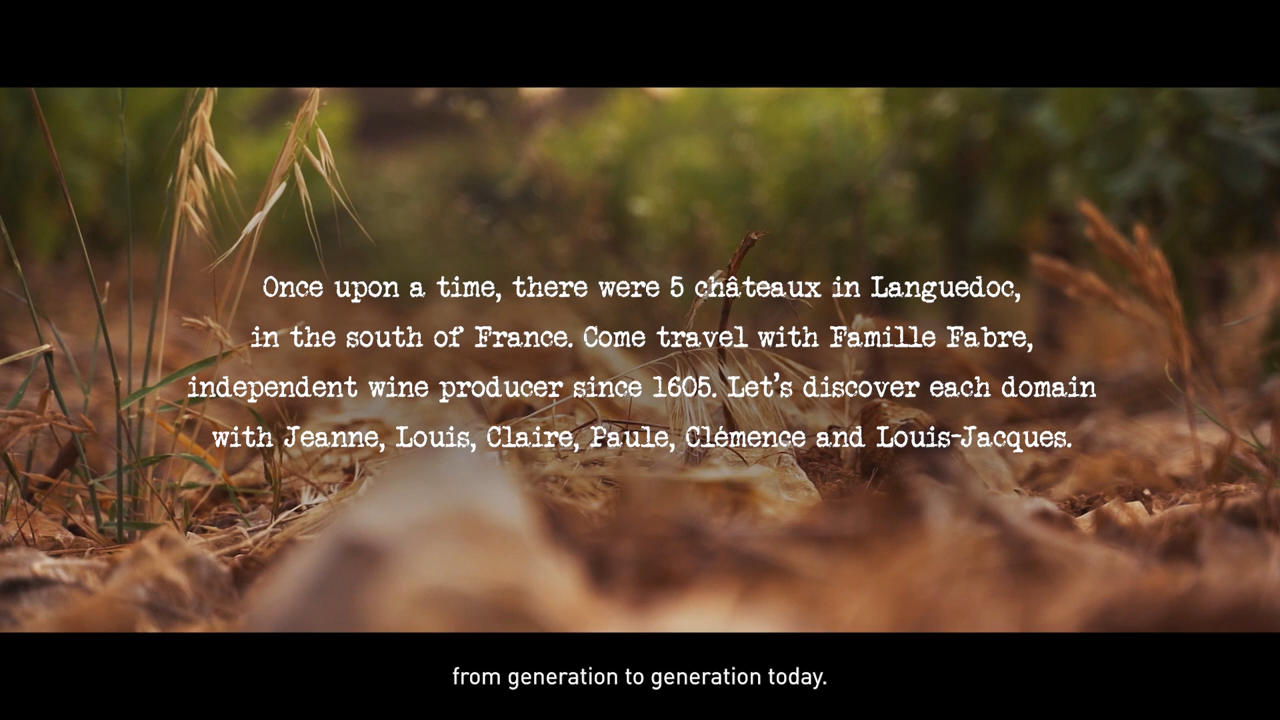 Once upon a time, there were 5 châteaux in Languedoc,
in the south of France. Come travel with Famille Fabre,
independent wine producer since 1605. Let's discover each domain
with Jeanne, Louis, Claire, Paule, Clémence and Louis-Jacques.
from generation to generation today.